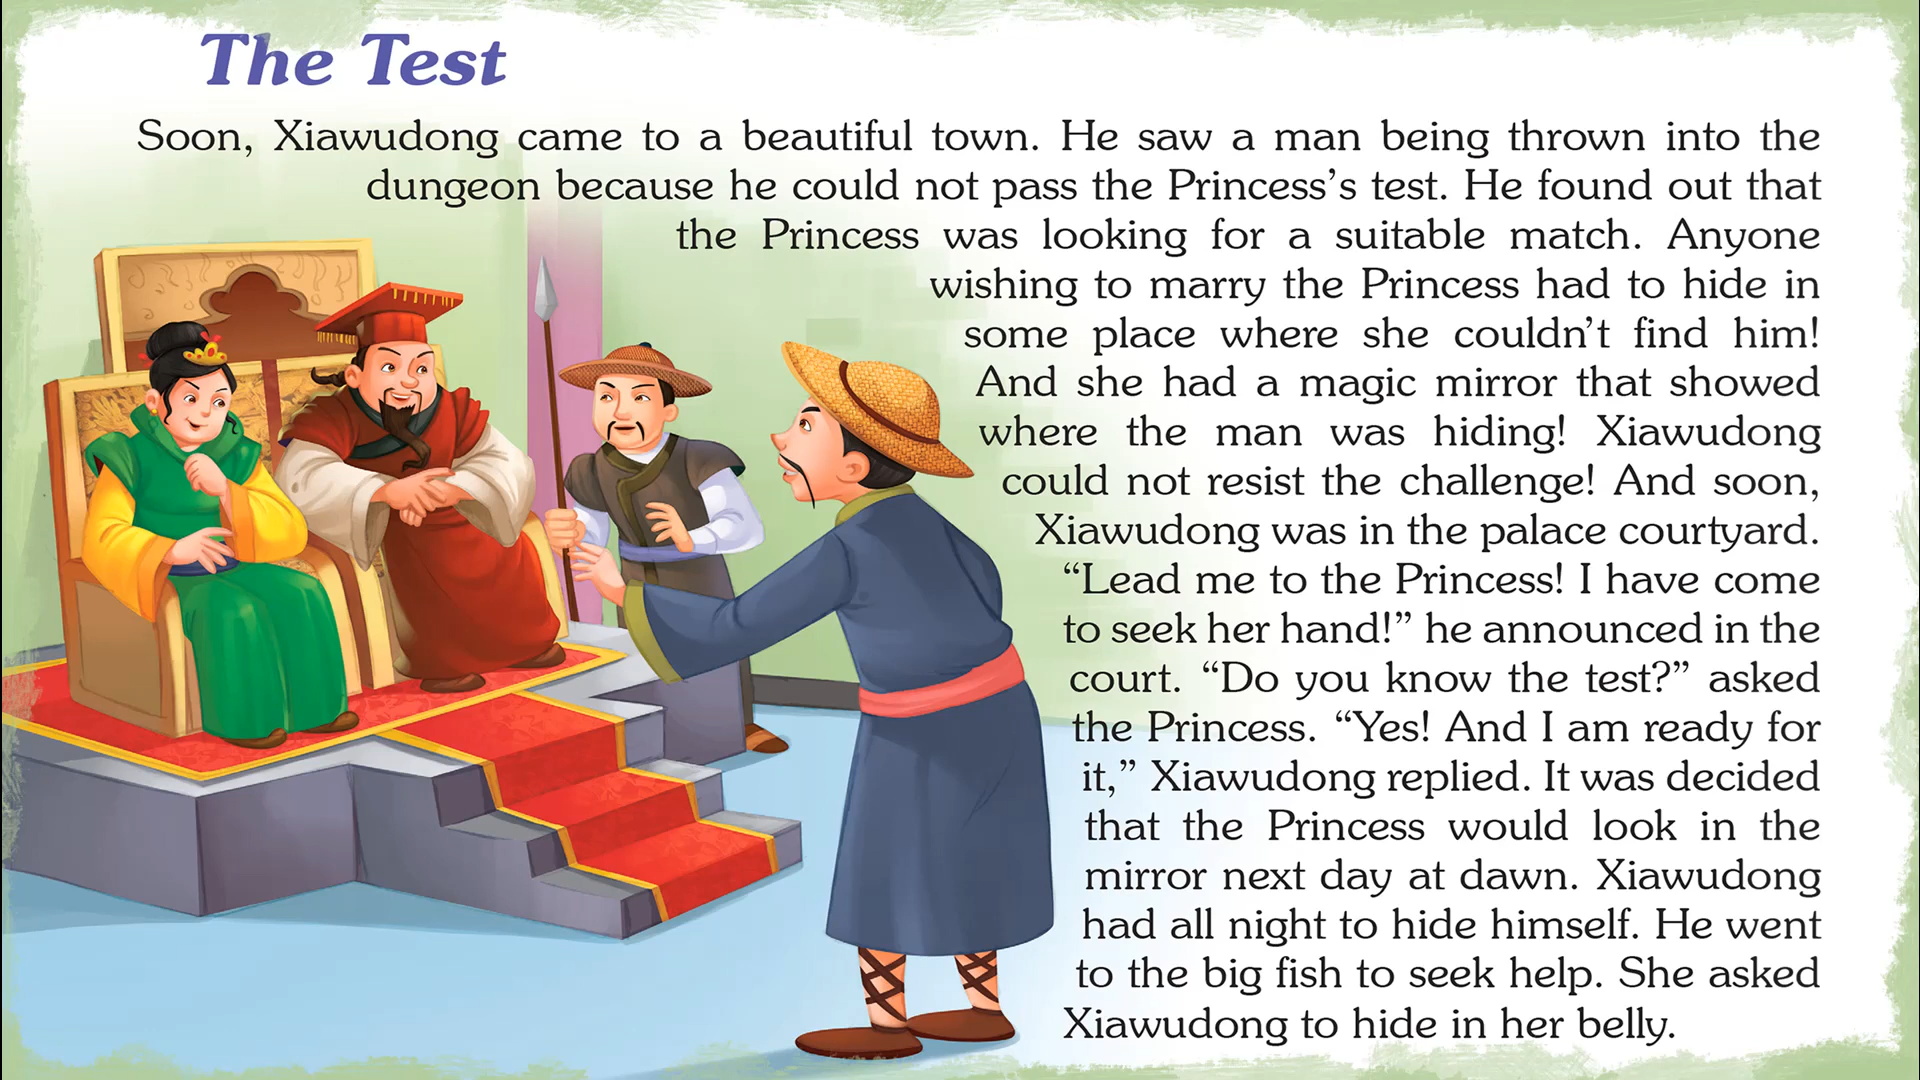 The Test
Soon, Xiawudong came to a beautiful town. He saw a man being thrown into the
dungeon because he could not pass the Princess’s test. He found out that
the Princess was looking for a suitable match. Anyone
wishing to marry the Princess had to hide in
some place where she couldn’t find him!
And she had a magic mirror that showed
where the man was hiding! Xiawudong
could not resist the challenge! And soon,
Xiawudong was in the palace courtyard.
“Lead me to the Princess! I have come
to seek her hand!” he announced in the
court. “Do you know the test?” asked
the Princess. “Yes! And I am ready for
it,” Xiawudong replied. It was decided
that the Princess would look in the
mirror next day at dawn. Xiawudong
had all night to hide himself. He went
to the big fish to seek help. She asked
Xiawudong to hide in her belly.